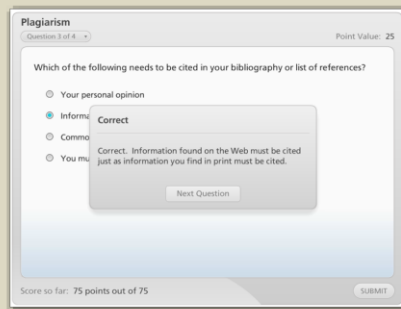 Plagiarism
Question 3 of 4
Point Value: 25
Which of the following needs to be cited in your bibliography or list of references?
Your personal opinion
Informa
Commo
You mu
Correct
Correct. Information found on the Web must be cited
just as information you find in print must be cited.
Next Question
Score so far: 75 points out of 75
SUBMIT